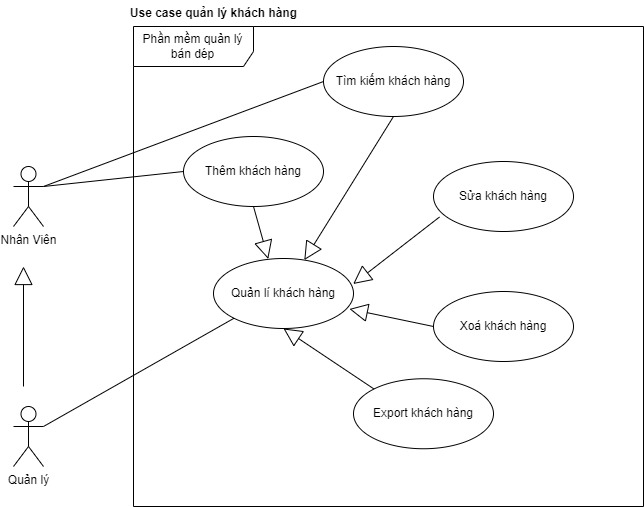 Use case quản lý khách hàng
Phần mềm quản lý
bán dép
Tìm kiếm khách hàng
Thêm khách hàng
Sửa khách hàng
Nhân Viên
Quản lí khách hàng
Xoá khách hàng
Export khách hàng
Quản lý